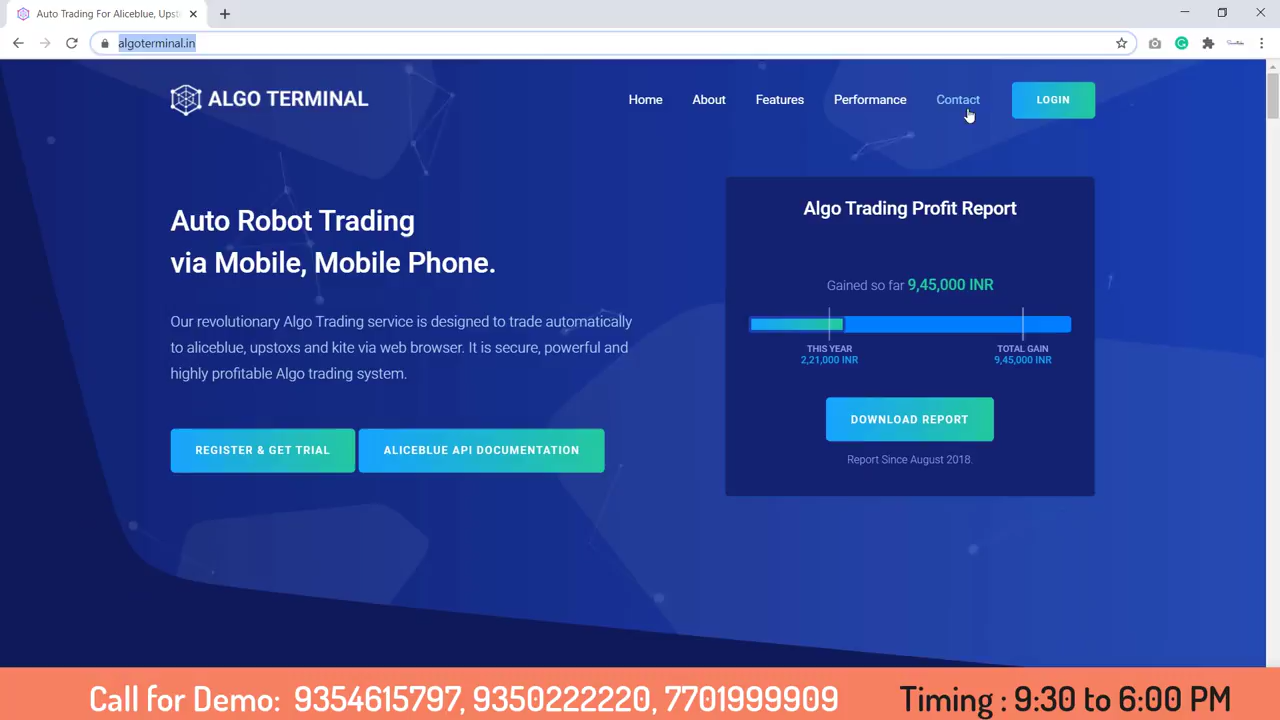 Auto Trading For Aliceblue, Upst
algoterminal.in
ALGO TERMINAL
Home
About
Features
Performance
Contact
LOGIN
Auto Robot Trading
via Mobile, Mobile Phone.
Our revolutionary Algo Trading service is designed to trade automatically
to aliceblue, upstoxs and kite via web browser. It is secure, powerful and
highly profitable Algo trading system.
REGISTER & GET TRIAL
ALICEBLUE API DOCUMENTATION
Algo Trading Profit Report
Gained so far 9,45,000 INR
THIS YEAR
2,21,000 INR
TOTAL GAIN
9,45,000 INR
DOWNLOAD REPORT
Report Since August 2018.
Call for Demo: 9354615797, 9350222220, 7701999909
Timing : 9:30 to 6:00 PM